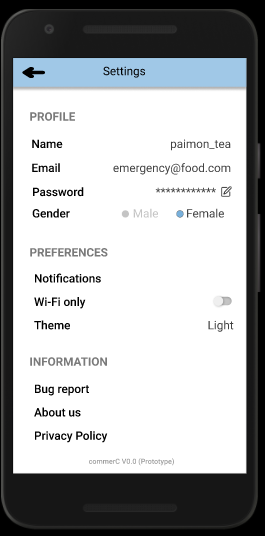 Settings
PROFILE
Name paimon_tea
Email emergency@food.com
Password ************
Gender Male Female
PREFERENCES
Notifications
Wi-Fi only
Theme Light
INFORMATION
Bug report
About us
Privacy Policy
commerC V0.0 (Prototype)